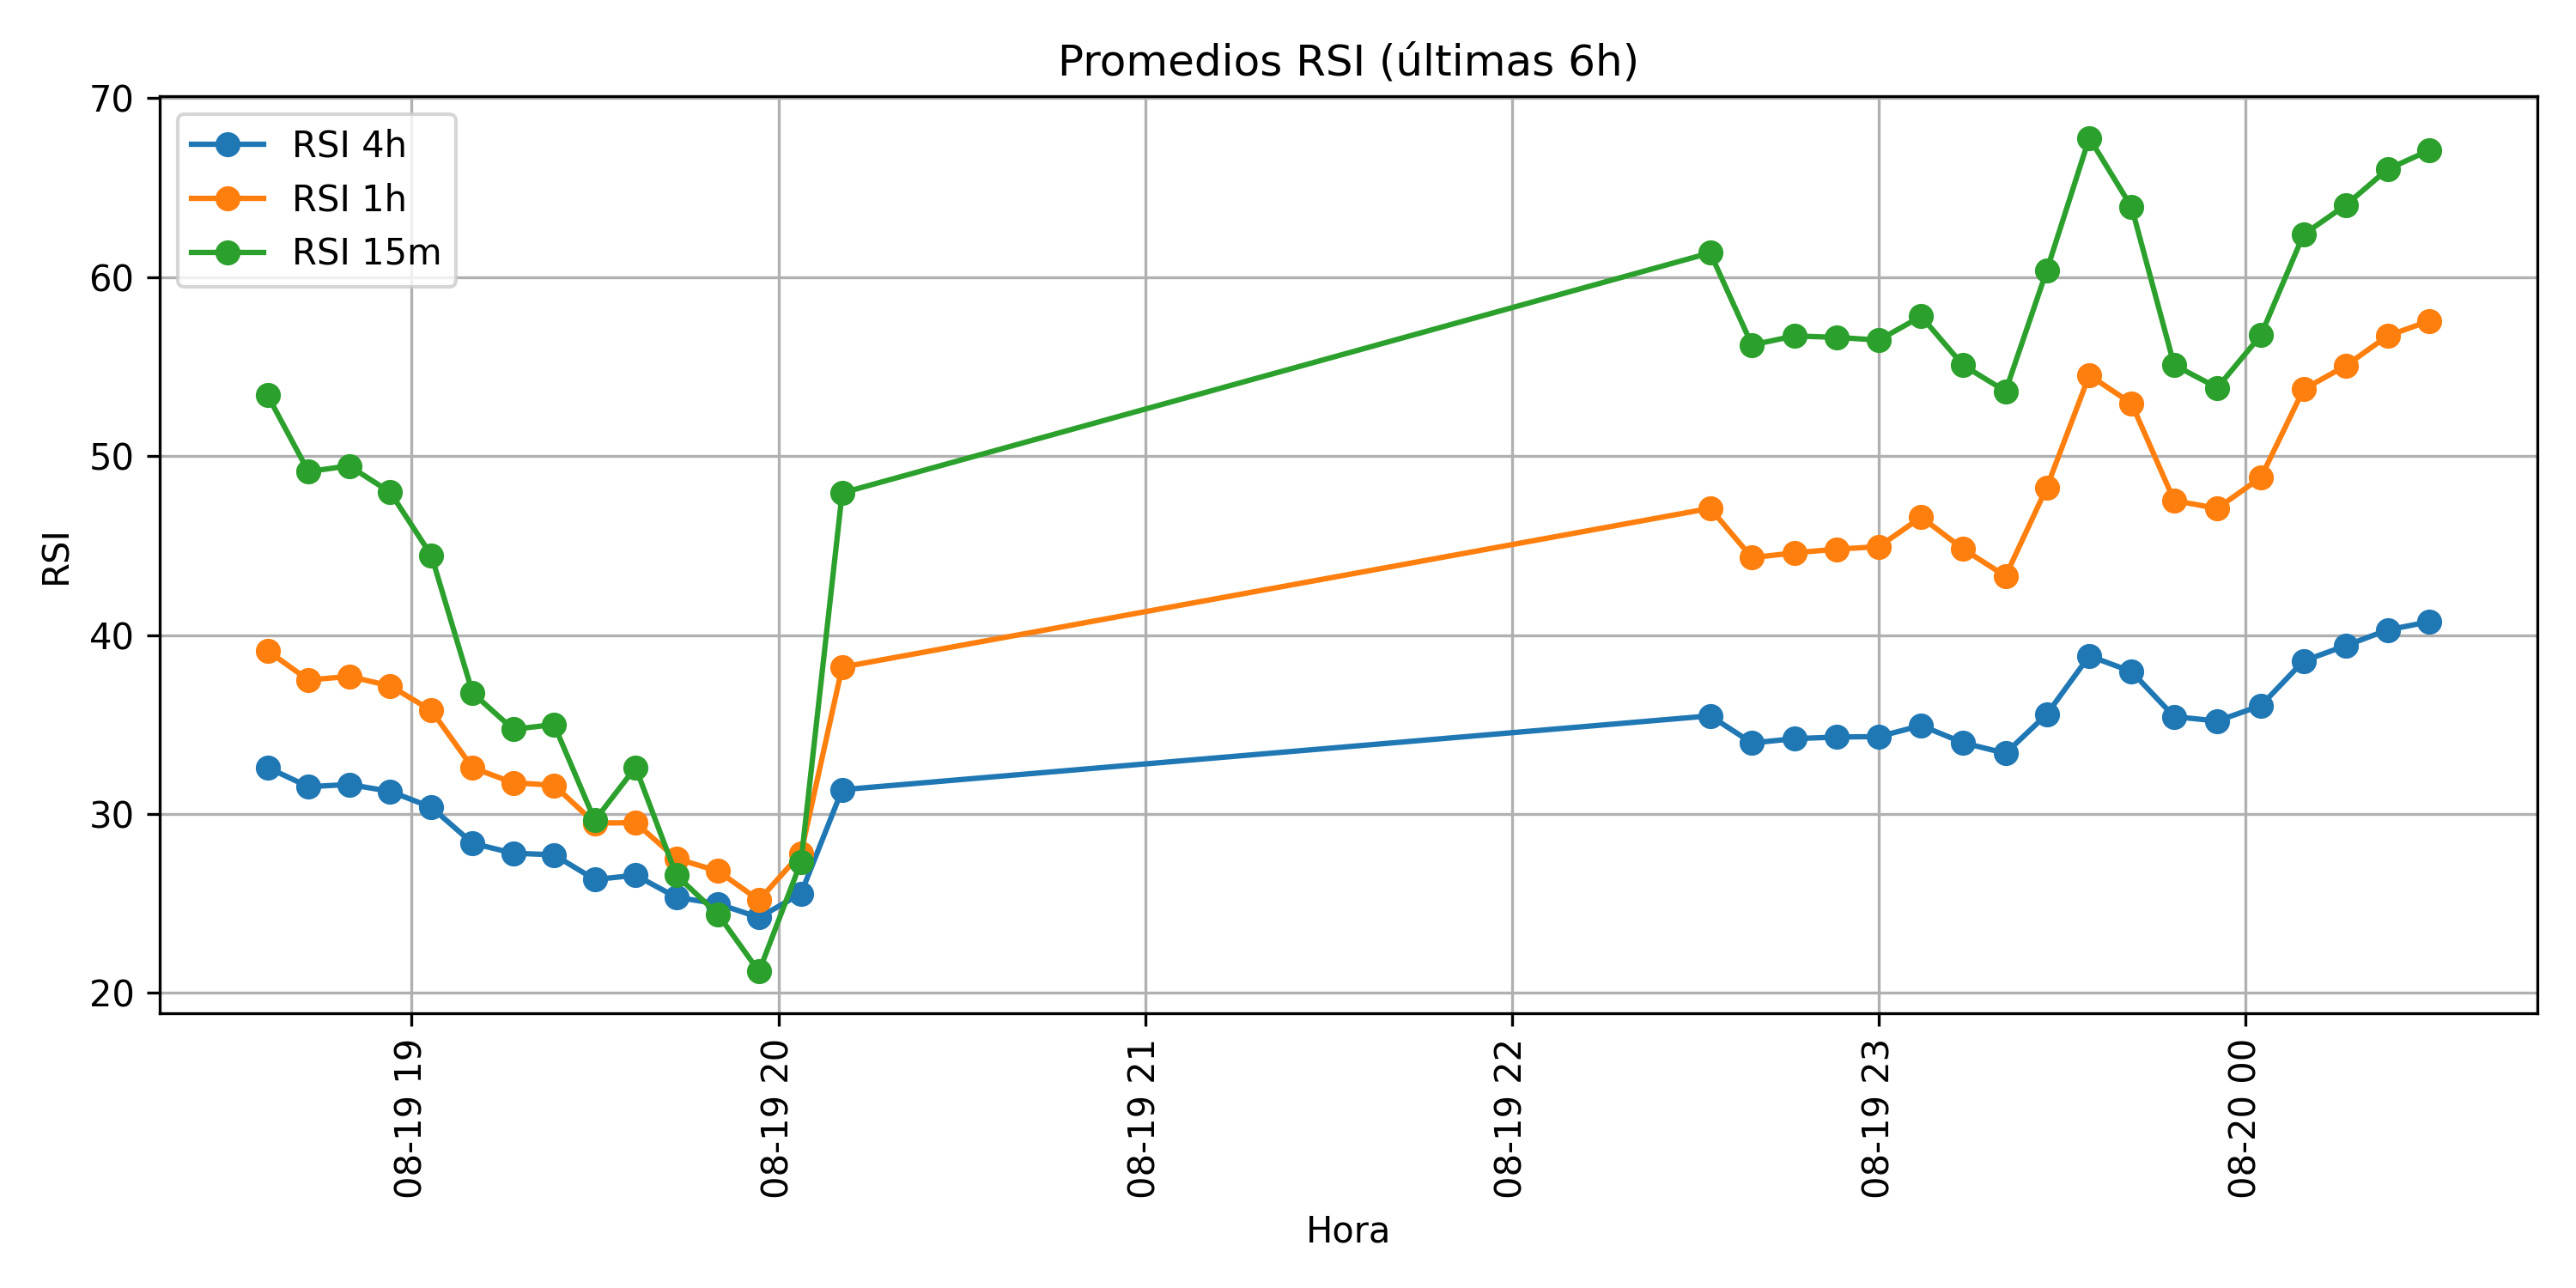 Promedios RSI (últimas 6h)
RSI 4h
RSI 1h
RSI 15m
RSI
70
60
50
40
30
20
08-19 19
08-19 20
08-19 21
08-19 22
08-19 23
08-20 00
Hora